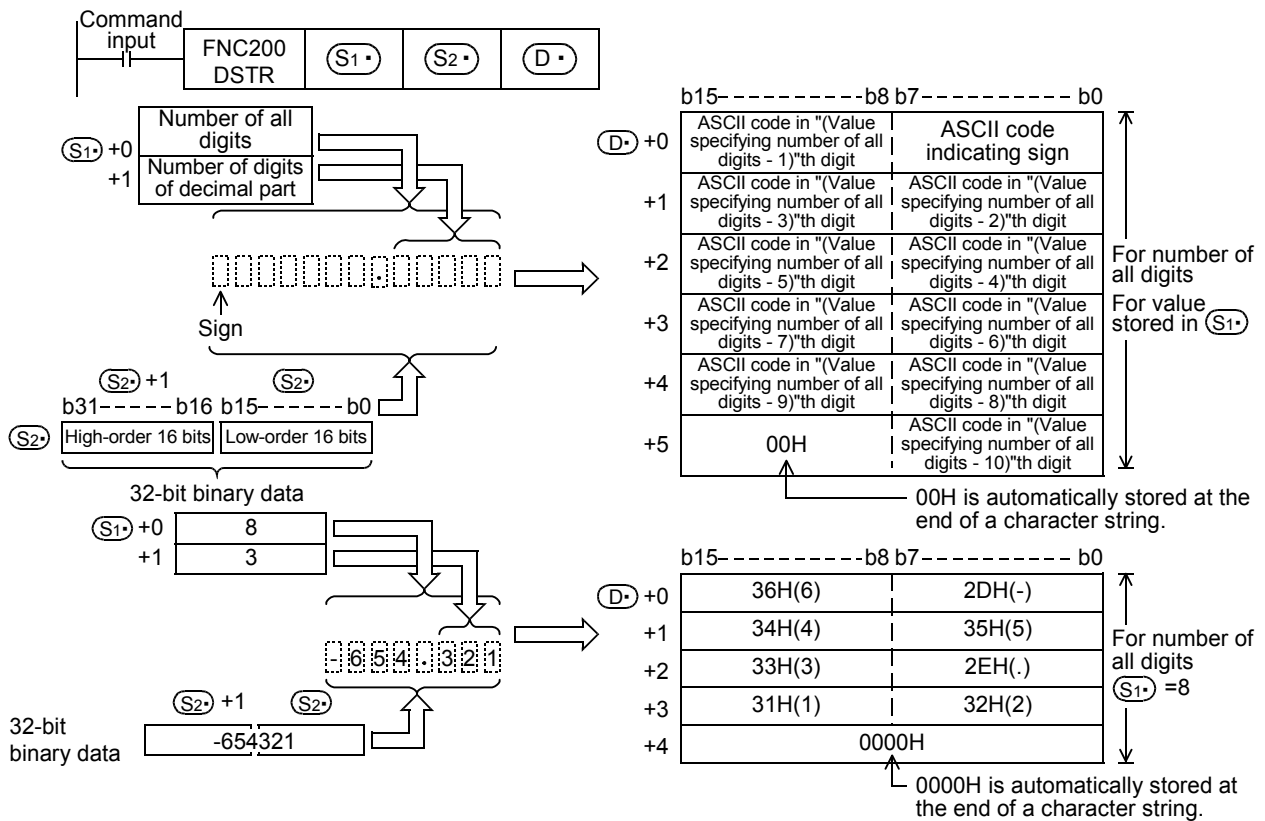 Command
input
FNC200
DSTR
S1・
S2・
D・
Number of all
digits
S1・ +0
Number of digits
of decimal part
+1
.
Sign
S2・ +1
S2・
b31 b16 b15 b0
S2・
High-order 16 bits
Low-order 16 bits
32-bit binary data
b15 b8 b7 b0
D・ +0
ASCII code in "(Value
specifying number of all
digits - 1)"th digit
ASCII code
indicating sign
+1
ASCII code in "(Value
specifying number of all
digits - 3)"th digit
ASCII code in "(Value
specifying number of all
digits - 2)"th digit
+2
ASCII code in "(Value
specifying number of all
digits - 5)"th digit
ASCII code in "(Value
specifying number of all
digits - 4)"th digit
+3
ASCII code in "(Value
specifying number of all
digits - 7)"th digit
ASCII code in "(Value
specifying number of all
digits - 6)"th digit
+4
ASCII code in "(Value
specifying number of all
digits - 9)"th digit
ASCII code in "(Value
specifying number of all
digits - 8)"th digit
+5
00H
ASCII code in "(Value
specifying number of all
digits - 10)"th digit
For number of
all digits
For value
stored in S1・
00H is automatically stored at the
end of a character string.
S1・ +0
8
+1
3
- 6 5 4 . 3 2 1
S2・ +1
S2・
32-bit
binary data
-654321
b15 b8 b7 b0
D・ +0
36H(6)
2DH(-)
+1
34H(4)
35H(5)
+2
33H(3)
2EH(.)
+3
31H(1)
32H(2)
+4
0000H
For number of
all digits
S1・ =8
0000H is automatically stored at
the end of a character string.